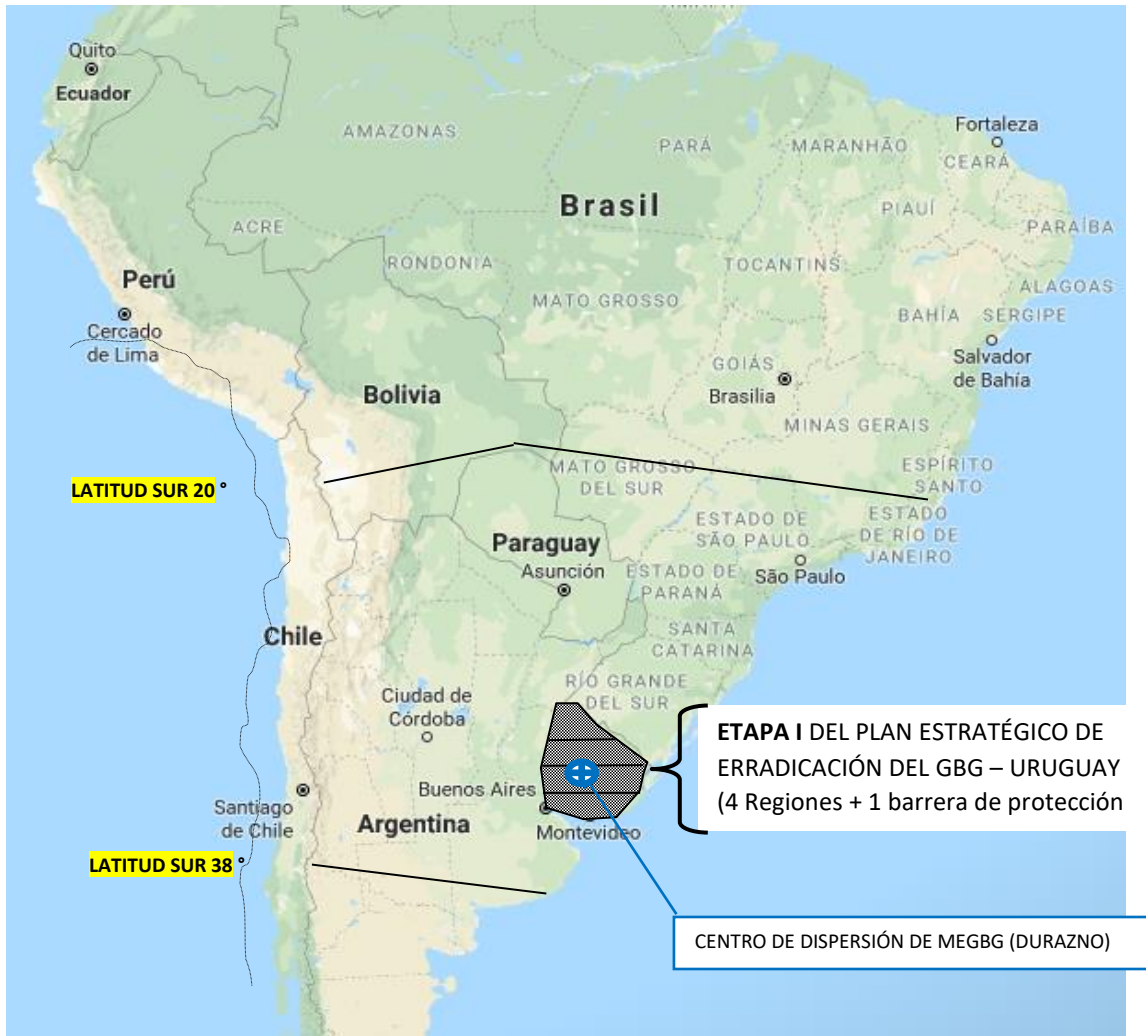 Quito
Ecuador
AMAZONAS
PARÁ
MARANHÃO
Fortaleza
CEARÁ
Brasil
PIAUÍ
PARAÍBA
ACRE
RONDONIA
TOCANTINS
ALAGOAS
Perú
MATO GROSSO
BAHÍA
SERGIPE
Cercado
de Lima
Salvador
de Bahía
GOIÁS
Brasilia
Bolivia
MINAS GERAIS
MATO GROSSO
DEL SUR
ESPÍRITO
SANTO
LATITUD SUR 20 °
ESTADO DE
SÃO PAULO
ESTADO
DE RÍO DE
JANEIRO
Paraguay
Asunción
ESTADO DE
PARANÁ
São Paulo
SANTA
CATARINA
Chile
RÍO GRANDE
DEL SUR
Ciudad de
Córdoba
ETAPA I DEL PLAN ESTRATÉGICO DE
ERRADICACIÓN DEL GBG – URUGUAY
(4 Regiones + 1 barrera de protección
Buenos Aires
Santiago
de Chile
Argentina
Montevideo
LATITUD SUR 38 °
CENTRO DE DISPERSIÓN DE MEGBG (DURAZNO)